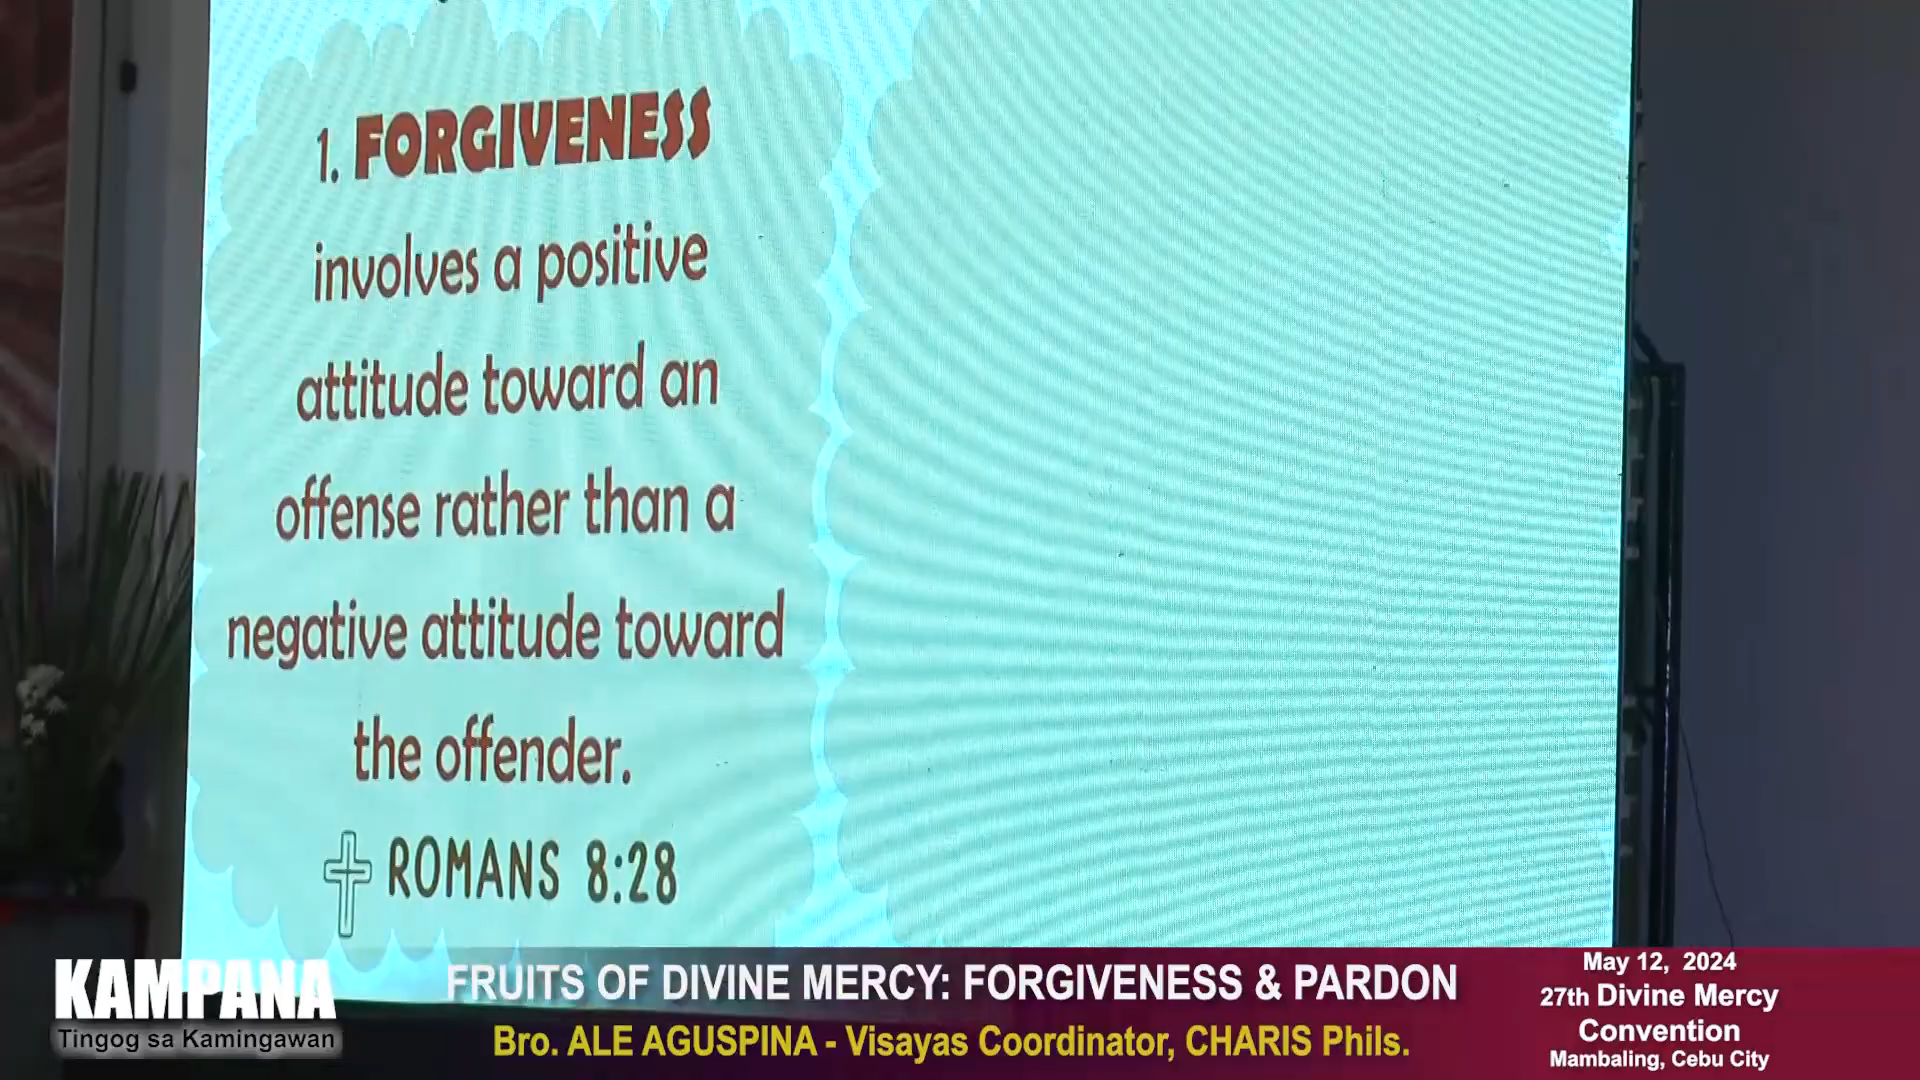 1. FORGIVENESS
involves a positive
attitude toward an
offense rather than a
negative attitude toward
the offender.
ROMANS 8:28
KAMPANA
Tingog sa Kamingawan
FRUITS OF DIVINE MERCY: FORGIVENESS & PARDON
Bro. ALE AGUSPINA - Visayas Coordinator, CHARIS Phils.
May 12, 2024
27th Divine Mercy
Convention
Mambaling, Cebu City